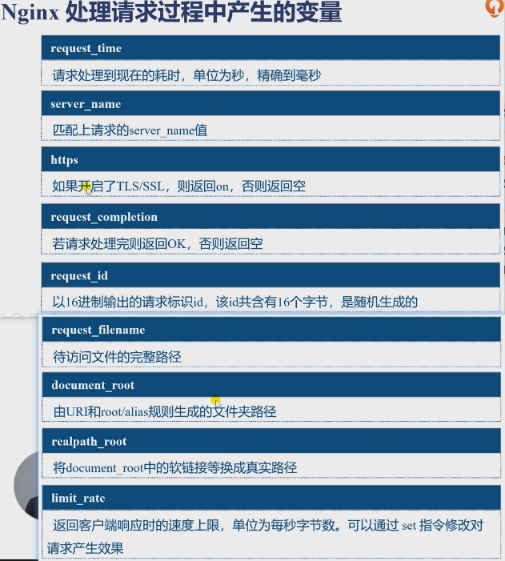 Nginx 处理请求过程中产生的变量
request_time
请求处理到现在的耗时，单位为秒，精确到毫秒
server_name
匹配上请求的server_name值
https
如果开启了TLS/SSL，则返回on，否则返回空
request_completion
若请求处理完则返回OK，否则返回空
request_id
以16进制输出的请求标识id，该id共含有16个字节，是随机生成的
request_filename
待访问文件的完整路径
document_root
由URI和root/alias规则生成的文件夹路径
realpath_root
将document_root中的软链接等换成真实路径
limit_rate
返回客户端响应时的速度上限，单位为每秒字节数。可以通过 set 指令修改对
请求产生效果